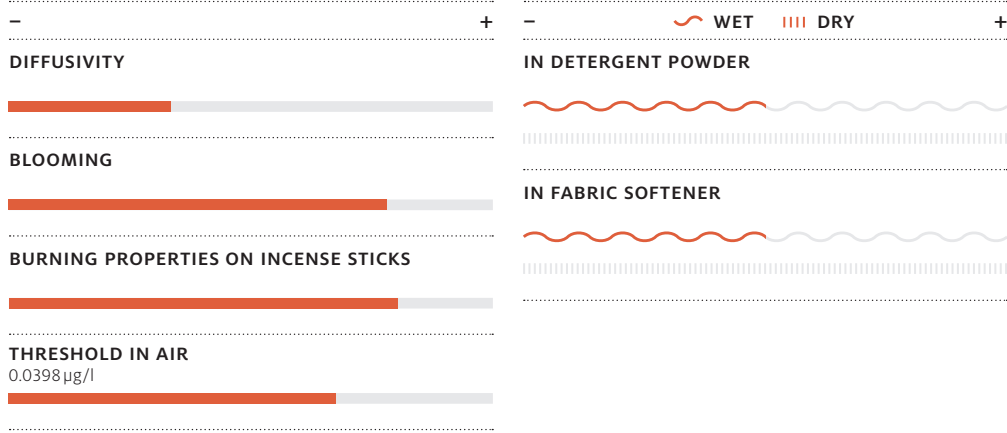 – +
DIFFUSIVITY
BLOOMING
BURNING PROPERTIES ON INCENSE STICKS
THRESHOLD IN AIR
0.0398 µg/l
– WET DRY +
IN DETERGENT POWDER
IN FABRIC SOFTENER